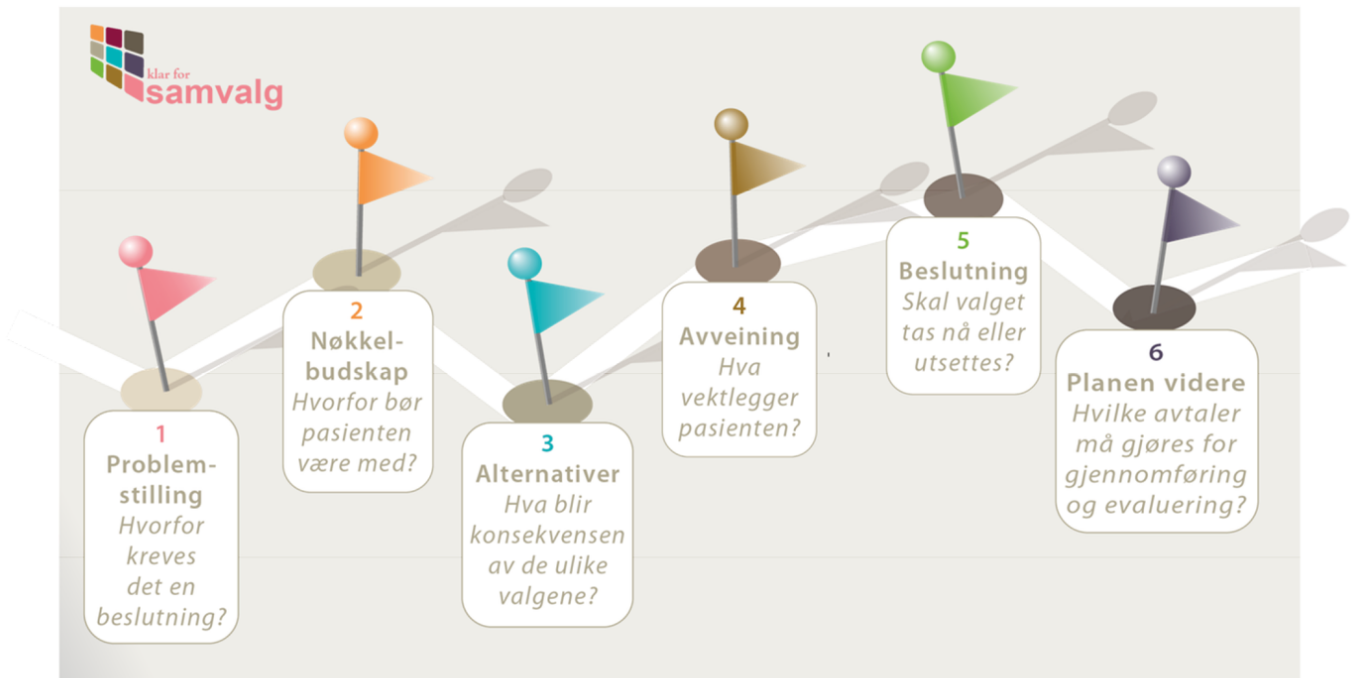 klar for
samvalg
1
Problem-
stilling
Hvorfor
kreves
det en
beslutning?
2
Nøkkel-
budskap
Hvorfor bør
pasienten
være med?
3
Alternativer
Hva blir
konsekvensen
av de ulike
valgene?
4
Avveining
Hva
vektlegger
pasienten?
5
Beslutning
Skal valget
tas nå eller
utsettes?
6
Planen videre
Hvilke avtaler
må gjøres for
gjennomføring
og evaluering?